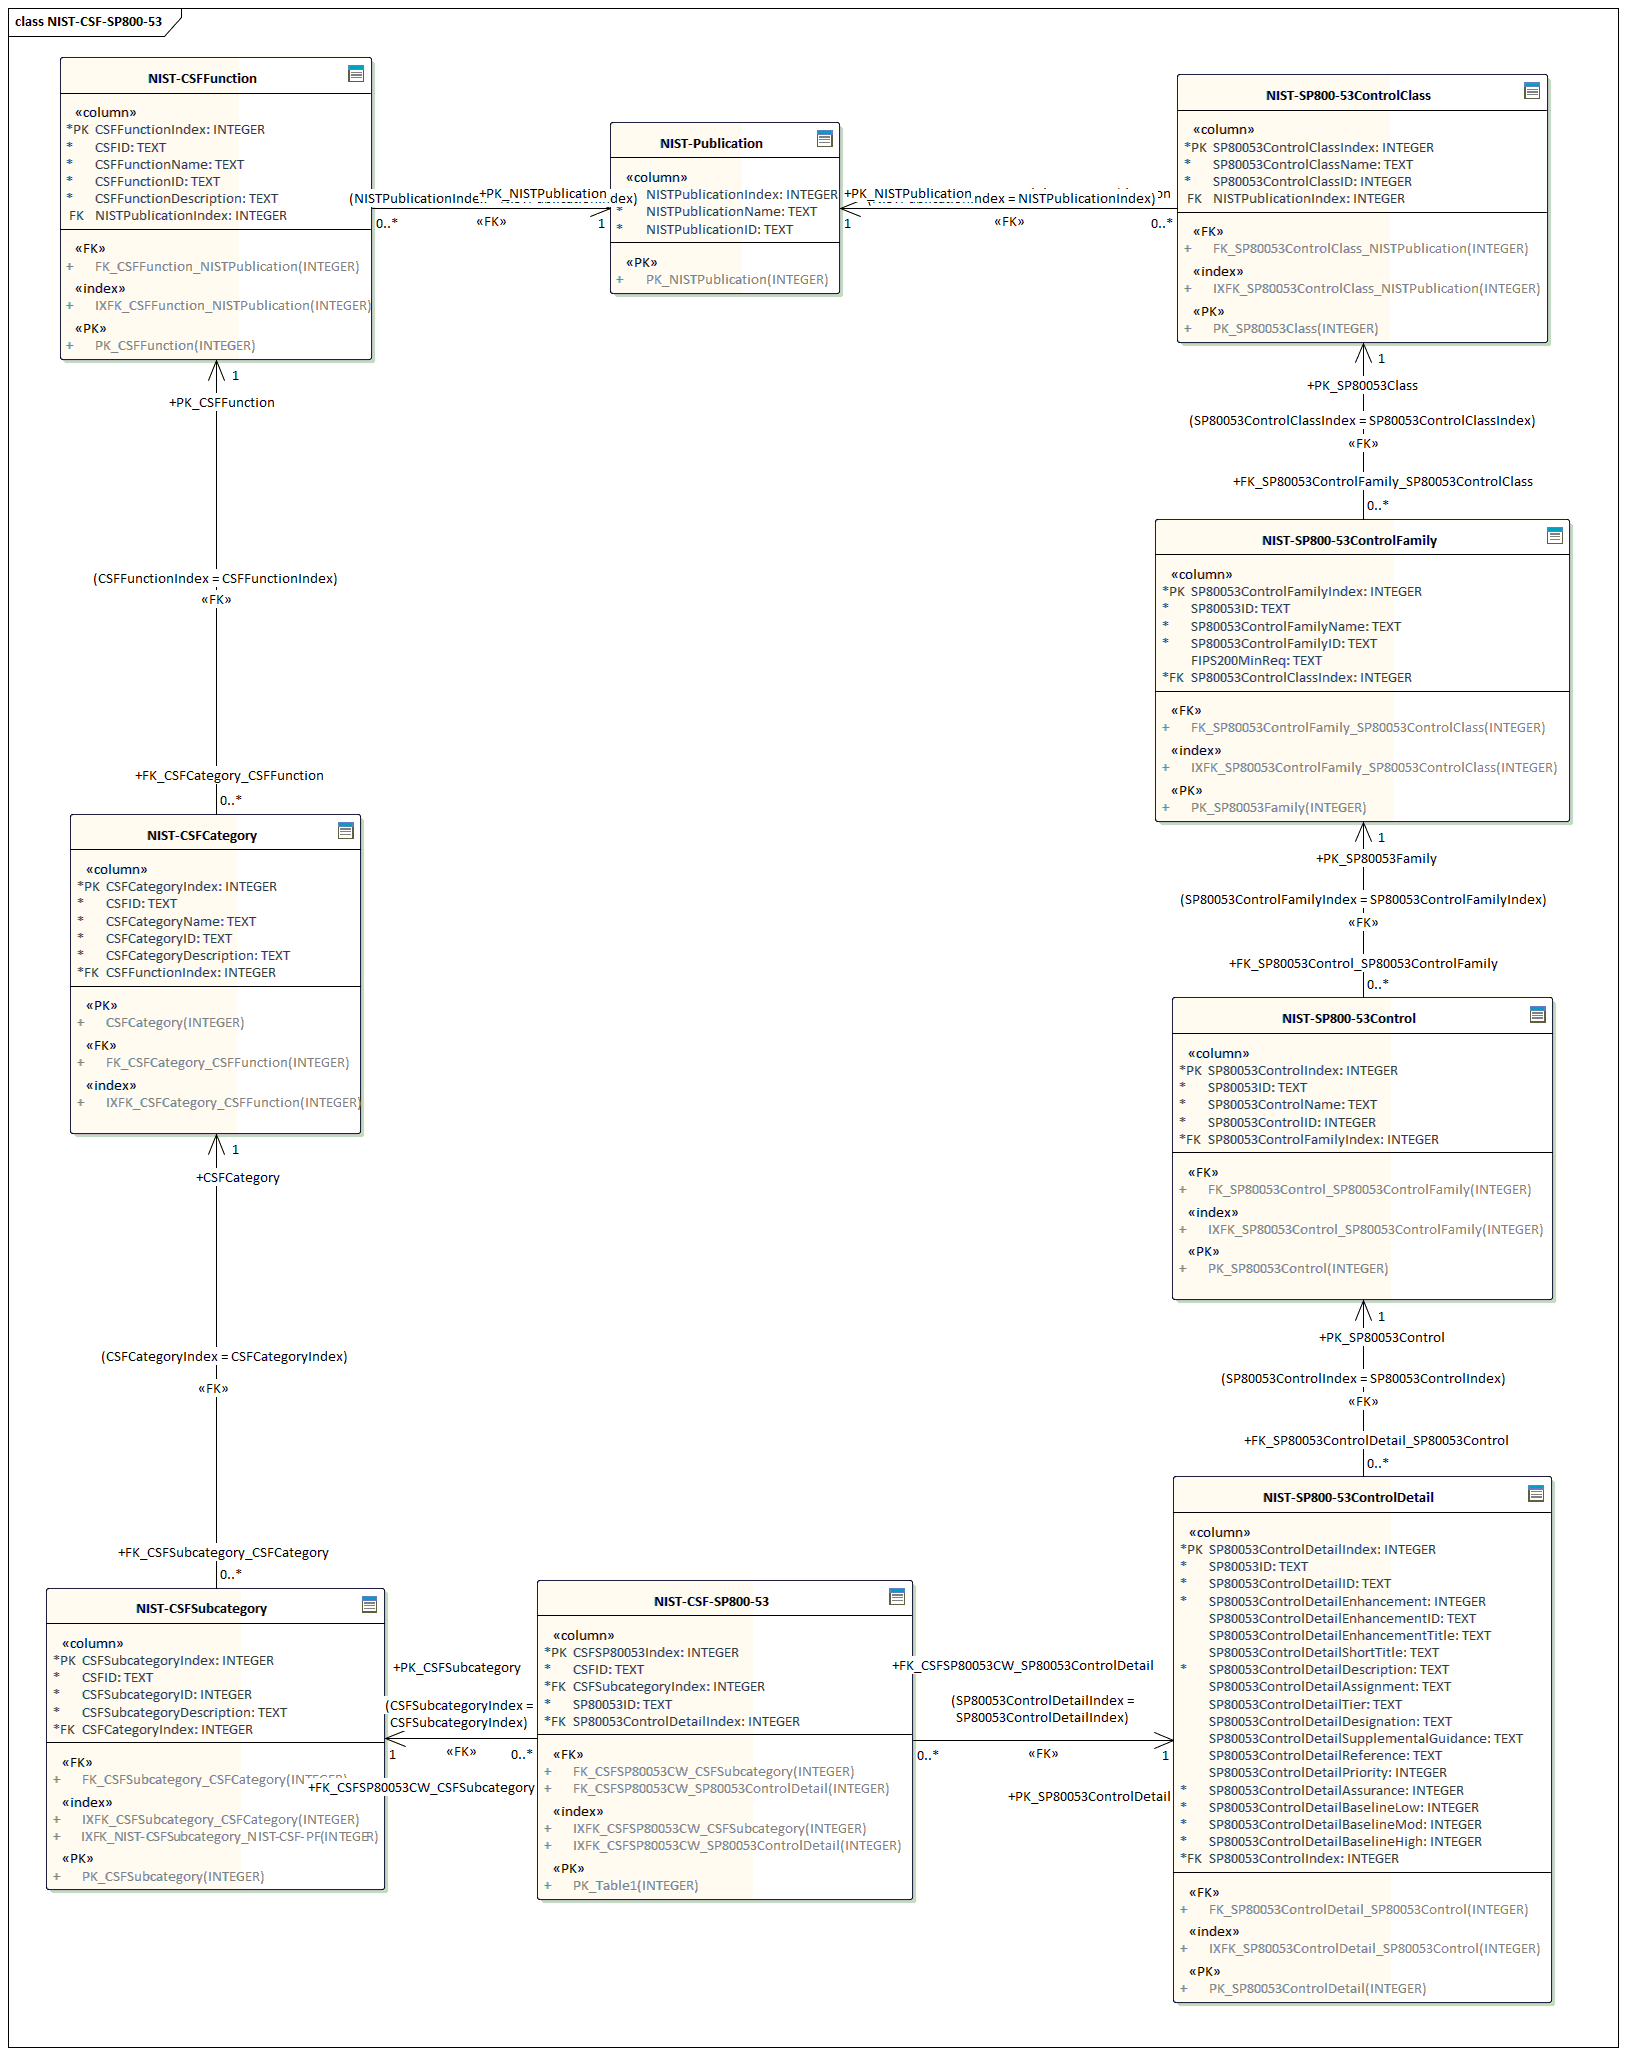 class NIST-CSF-SP800-53
NIST-CSFFunction
«column»
*PK CSFFunctionIndex: INTEGER
* CSFID: TEXT
* CSFFunctionName: TEXT
* CSFFunctionID: TEXT
* CSFFunctionDescription: TEXT
FK NISTPublicationIndex: INTEGER
«FK»
+ FK_CSFFunction_NISTPublication(INTEGER)
«index»
+ IXFK_CSFFunction_NISTPublication(INTEGER)
«PK»
+ PK_CSFFunction(INTEGER)
+PK_NISTPublication
0..*
«FK»
1
NIST-Publication
«column»
NISTPublicationIndex: INTEGER
* NISTPublicationName: TEXT
* NISTPublicationID: TEXT
«PK»
+ PK_NISTPublication(INTEGER)
+PK_NISTPublication
= NISTPublicationIndex)
1
«FK»
0..*
NIST-SP800-53ControlClass
«column»
*PK SP80053ControlClassIndex: INTEGER
* SP80053ControlClassName: TEXT
* SP80053ControlClassID: INTEGER
FK NISTPublicationIndex: INTEGER
«FK»
+ FK_SP80053ControlClass_NISTPublication(INTEGER)
«index»
+ IXFK_SP80053ControlClass_NISTPublication(INTEGER)
«PK»
+ PK_SP80053Class(INTEGER)
1
+PK_CSFFunction
(CSFFunctionIndex = CSFFunctionIndex)
«FK»
+FK_CSFCategory_CSFFunction
0..*
1
+PK_SP80053Class
(SP80053ControlClassIndex = SP80053ControlClassIndex)
«FK»
+FK_SP80053ControlFamily_SP80053ControlClass
0..*
NIST-SP800-53ControlFamily
«column»
*PK SP80053ControlFamilyIndex: INTEGER
* SP80053ID: TEXT
* SP80053ControlFamilyName: TEXT
* SP80053ControlFamilyID: TEXT
FIPS200MinReq: TEXT
*FK SP80053ControlClassIndex: INTEGER
«FK»
+ FK_SP80053ControlFamily_SP80053ControlClass(INTEGER)
«index»
+ IXFK_SP80053ControlFamily_SP80053ControlClass(INTEGER)
«PK»
+ PK_SP80053Family(INTEGER)
NIST-CSFCategory
«column»
*PK CSFCategoryIndex: INTEGER
* CSFID: TEXT
* CSFCategoryName: TEXT
* CSFCategoryID: TEXT
* CSFCategoryDescription: TEXT
*FK CSFFunctionIndex: INTEGER
«PK»
+ CSFCategory(INTEGER)
«FK»
+ FK_CSFCategory_CSFFunction(INTEGER)
«index»
+ IXFK_CSFCategory_CSFFunction(INTEGER)
1
+PK_SP80053Family
(SP80053ControlFamilyIndex = SP80053ControlFamilyIndex)
«FK»
+FK_SP80053Control_SP80053ControlFamily
0..*
NIST-SP800-53Control
«column»
*PK SP80053ControlIndex: INTEGER
* SP80053ID: TEXT
* SP80053ControlName: TEXT
* SP80053ControlID: INTEGER
*FK SP80053ControlFamilyIndex: INTEGER
«FK»
+ FK_SP80053Control_SP80053ControlFamily(INTEGER)
«index»
+ IXFK_SP80053Control_SP80053ControlFamily(INTEGER)
«PK»
+ PK_SP80053Control(INTEGER)
1
+CSFCategory
(CSFCategoryIndex = CSFCategoryIndex)
«FK»
+FK_CSFSubcategory_CSFCategory
0..*
1
+PK_SP80053Control
(SP80053ControlIndex = SP80053ControlIndex)
«FK»
+FK_SP80053ControlDetail_SP80053Control
0..*
NIST-CSFSubcategory
«column»
*PK CSFSubcategoryIndex: INTEGER
* CSFID: TEXT
* CSFSubcategoryID: INTEGER
* CSFSubcategoryDescription: TEXT
*FK CSFCategoryIndex: INTEGER
«FK»
+ FK_CSFSubcategory_CSFCategory(INTEGER)
«index»
+ IXFK_CSFSubcategory_CSFCategory(INTEGER)
+ IXFK_NIST-CSFSubcategory_NIST-CSF-PF(INTEGER)
«PK»
+ PK_CSFSubcategory(INTEGER)
+PK_CSFSubcategory
(CSFSubcategoryIndex =
CSFSubcategoryIndex)
1
«FK»
0..*
+FK_CSFSP80053CW_CSFSubcategory
NIST-CSF-SP800-53
«column»
*PK CSFSP80053Index: INTEGER
* CSFID: TEXT
*FK CSFSubcategoryIndex: INTEGER
* SP80053ID: TEXT
*FK SP80053ControlDetailIndex: INTEGER
«FK»
+ FK_CSFSP80053CW_CSFSubcategory(INTEGER)
+ FK_CSFSP80053CW_SP80053ControlDetail(INTEGER)
«index»
+ IXFK_CSFSP80053CW_CSFSubcategory(INTEGER)
+ IXFK_CSFSP80053CW_SP80053ControlDetail(INTEGER)
«PK»
+ PK_Table1(INTEGER)
+FK_CSFSP80053CW_SP80053ControlDetail
(SP80053ControlDetailIndex =
SP80053ControlDetailIndex)
0..*
«FK»
1
+PK_SP80053ControlDetail
NIST-SP800-53ControlDetail
«column»
*PK SP80053ControlDetailIndex: INTEGER
* SP80053ID: TEXT
* SP80053ControlDetailID: TEXT
* SP80053ControlDetailEnhancement: INTEGER
SP80053ControlDetailEnhancementID: TEXT
SP80053ControlDetailEnhancementTitle: TEXT
SP80053ControlDetailShortTitle: TEXT
* SP80053ControlDetailDescription: TEXT
SP80053ControlDetailAssignment: TEXT
SP80053ControlDetailTier: TEXT
SP80053ControlDetailDesignation: TEXT
SP80053ControlDetailSupplementalGuidance: TEXT
SP80053ControlDetailReference: TEXT
SP80053ControlDetailPriority: INTEGER
* SP80053ControlDetailAssurance: INTEGER
* SP80053ControlDetailBaselineLow: INTEGER
* SP80053ControlDetailBaselineMod: INTEGER
* SP80053ControlDetailBaselineHigh: INTEGER
*FK SP80053ControlIndex: INTEGER
«FK»
+ FK_SP80053ControlDetail_SP80053Control(INTEGER)
«index»
+ IXFK_SP80053ControlDetail_SP80053Control(INTEGER)
«PK»
+ PK_SP80053ControlDetail(INTEGER)